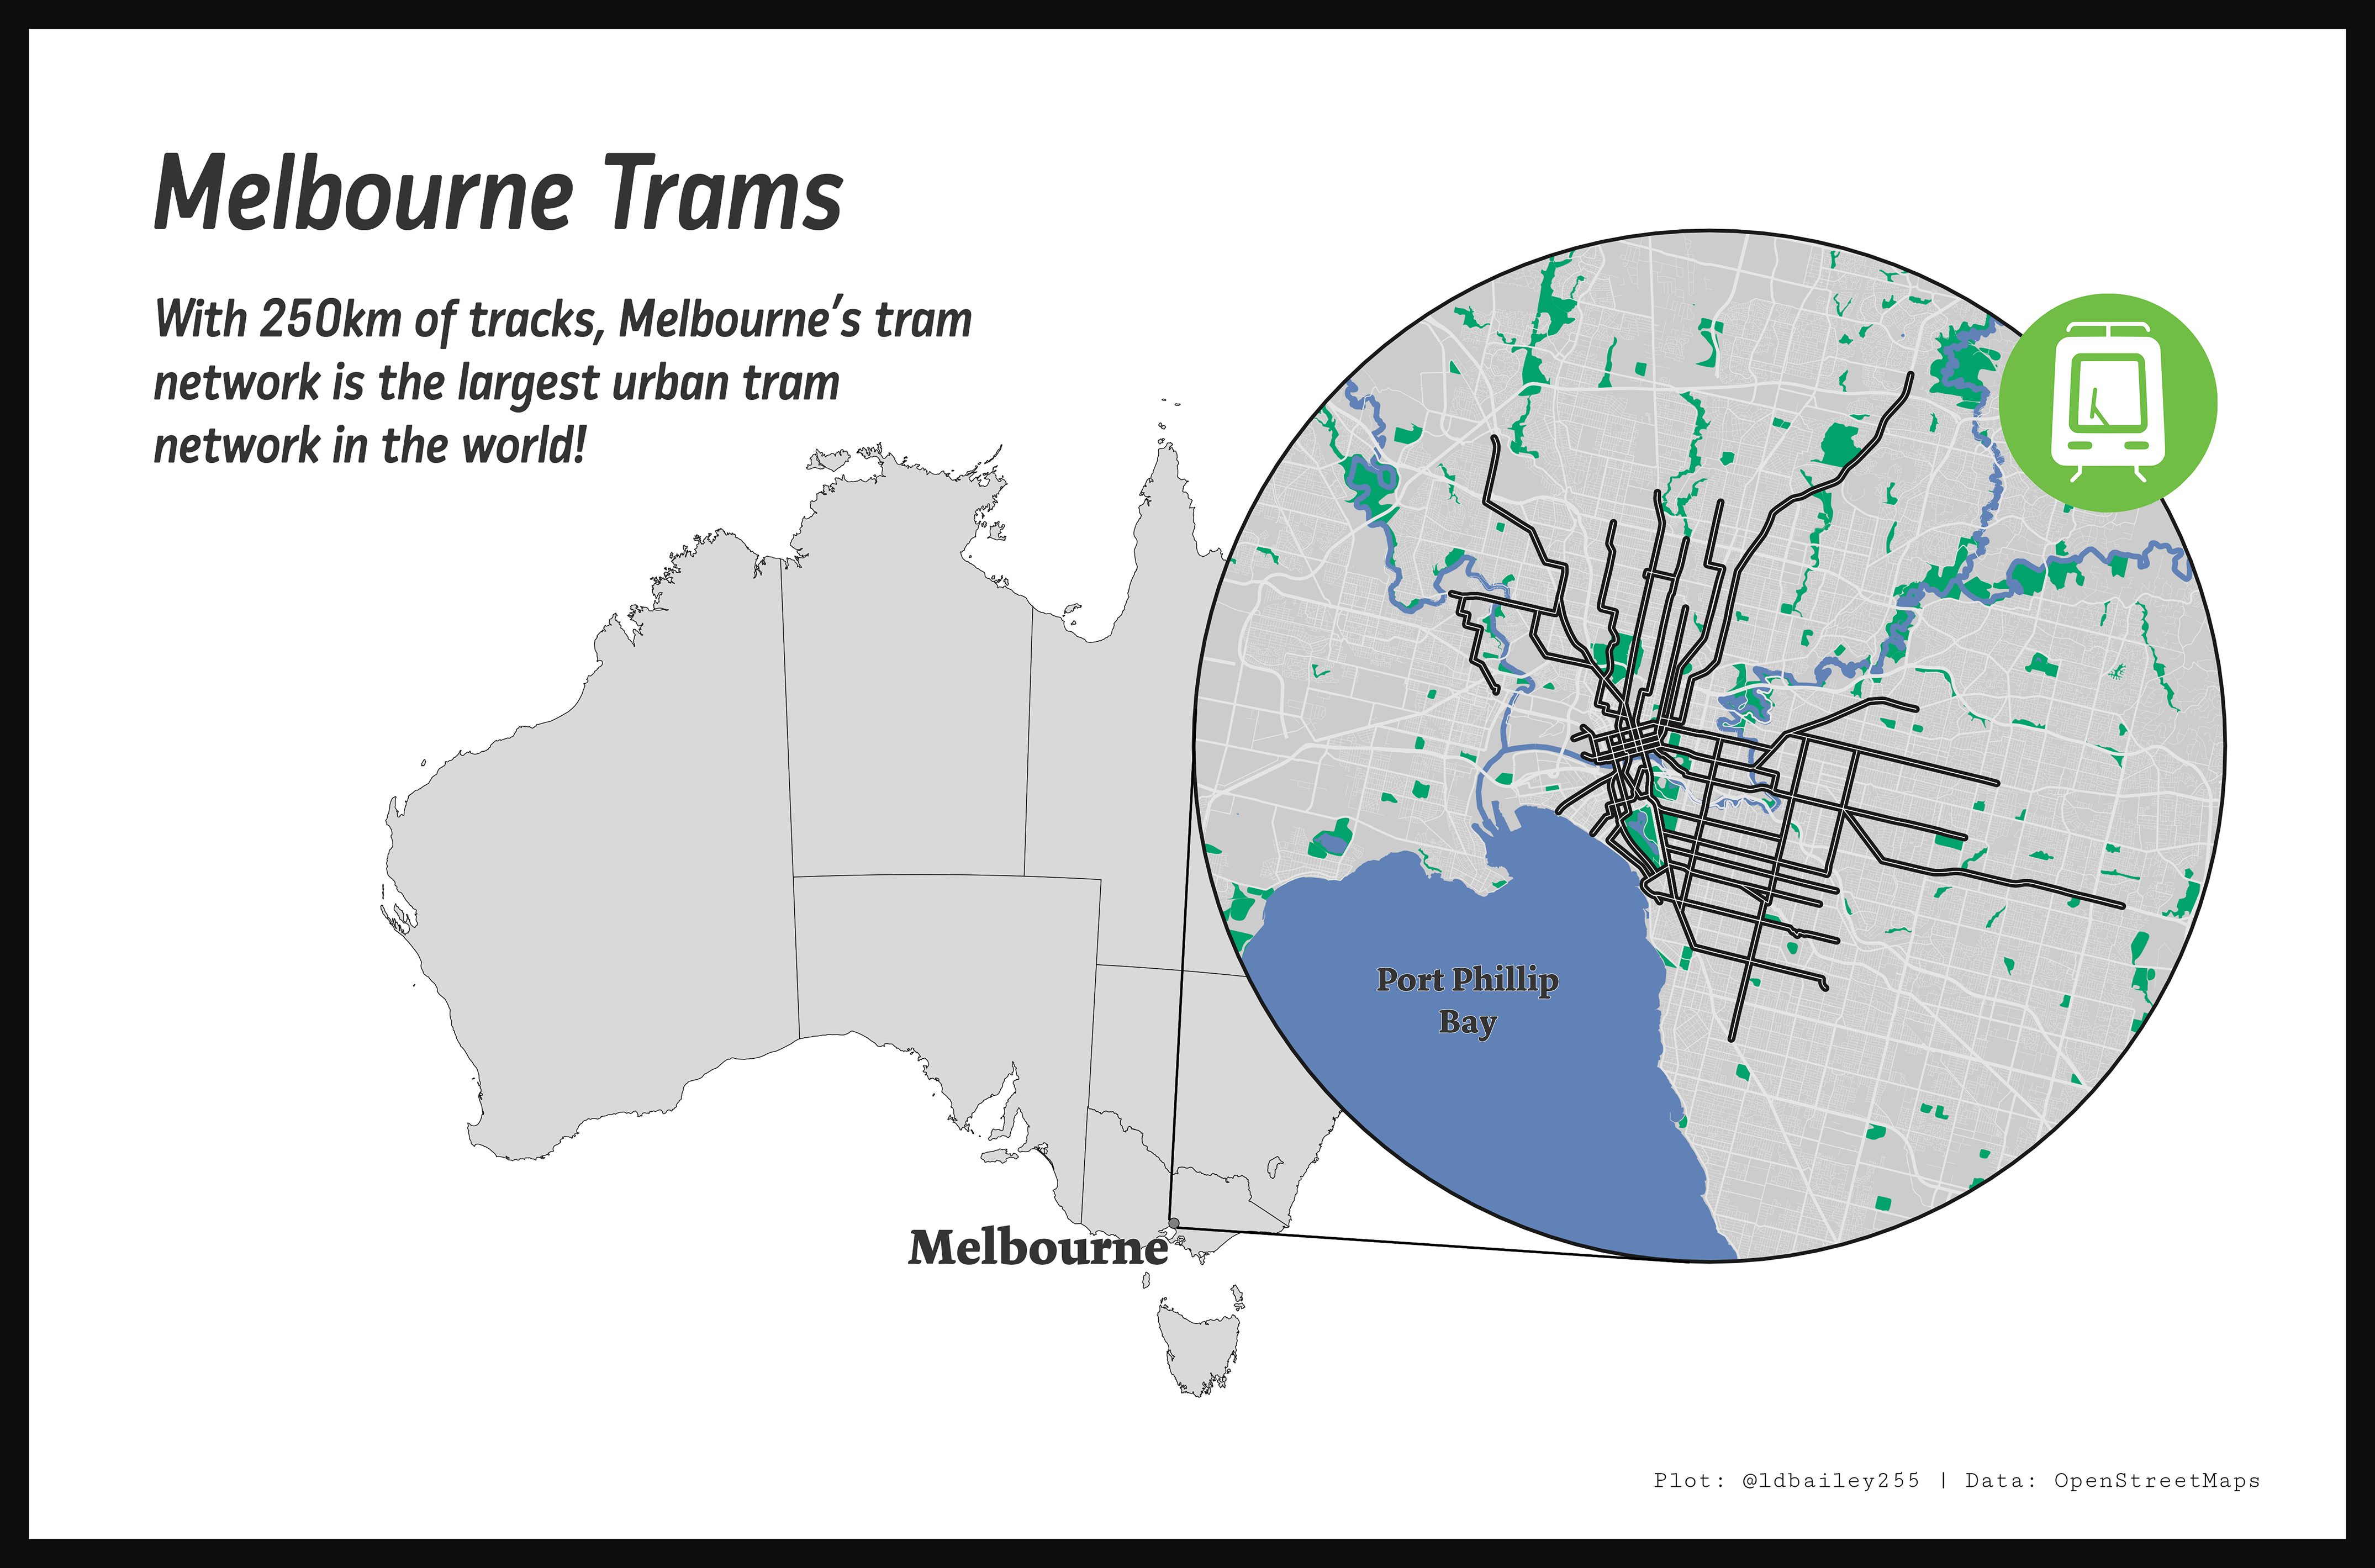 Melbourne Trams
With 250km of tracks, Melbourne's tram
network is the largest urban tram
network in the world!
Port Phillip
Bay
Melbourne
Plot: @ldbailey255 | Data: OpenStreetMaps